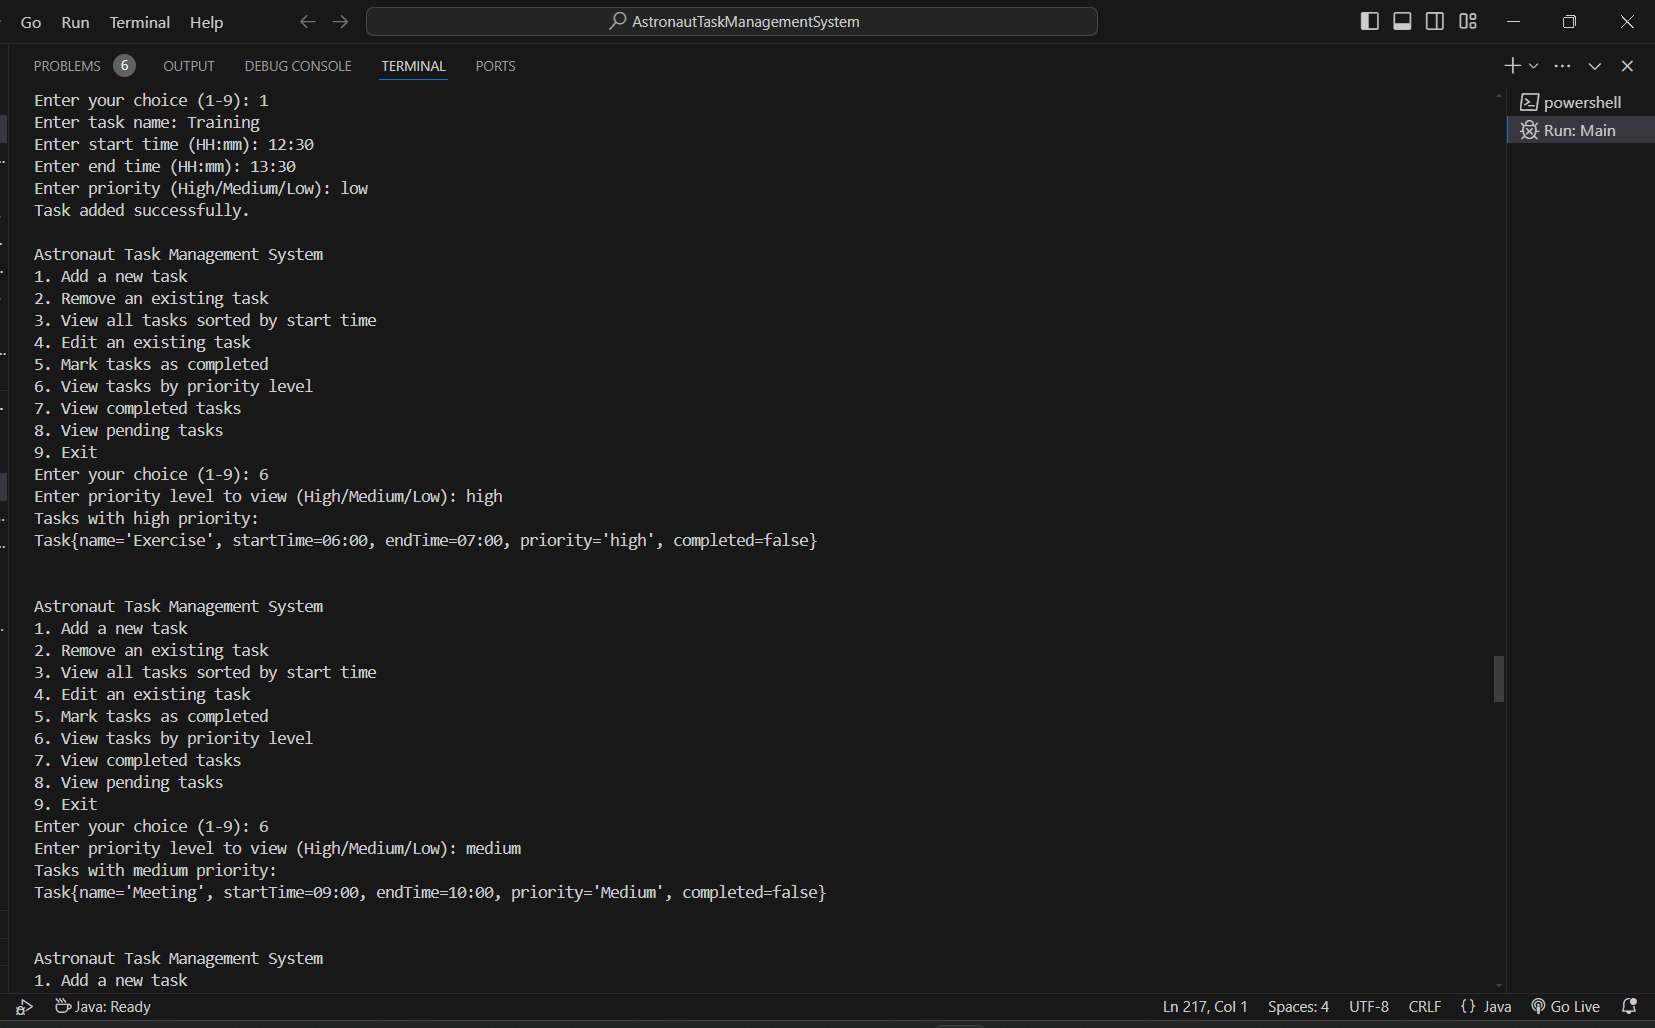 Go Run Terminal Help AstronautTaskManagementSystem
PROBLEMS 6 OUTPUT DEBUG CONSOLE TERMINAL PORTS
Enter your choice (1-9): 1
Enter task name: Training
Enter start time (HH:mm): 12:30
Enter end time (HH:mm): 13:30
Enter priority (High/Medium/Low): low
Task added successfully.
Astronaut Task Management System
1. Add a new task
2. Remove an existing task
3. View all tasks sorted by start time
4. Edit an existing task
5. Mark tasks as completed
6. View tasks by priority level
7. View completed tasks
8. View pending tasks
9. Exit
Enter your choice (1-9): 6
Enter priority level to view (High/Medium/Low): high
Tasks with high priority:
Task{name='Exercise', startTime=06:00, endTime=07:00, priority='high', completed=false}
Astronaut Task Management System
1. Add a new task
2. Remove an existing task
3. View all tasks sorted by start time
4. Edit an existing task
5. Mark tasks as completed
6. View tasks by priority level
7. View completed tasks
8. View pending tasks
9. Exit
Enter your choice (1-9): 6
Enter priority level to view (High/Medium/Low): medium
Tasks with medium priority:
Task{name='Meeting', startTime=09:00, endTime=10:00, priority='Medium', completed=false}
Astronaut Task Management System
1. Add a new task
powershell
Run: Main
Java: Ready Ln 217, Col 1 Spaces: 4 UTF-8 CRLF {} Java Go Live